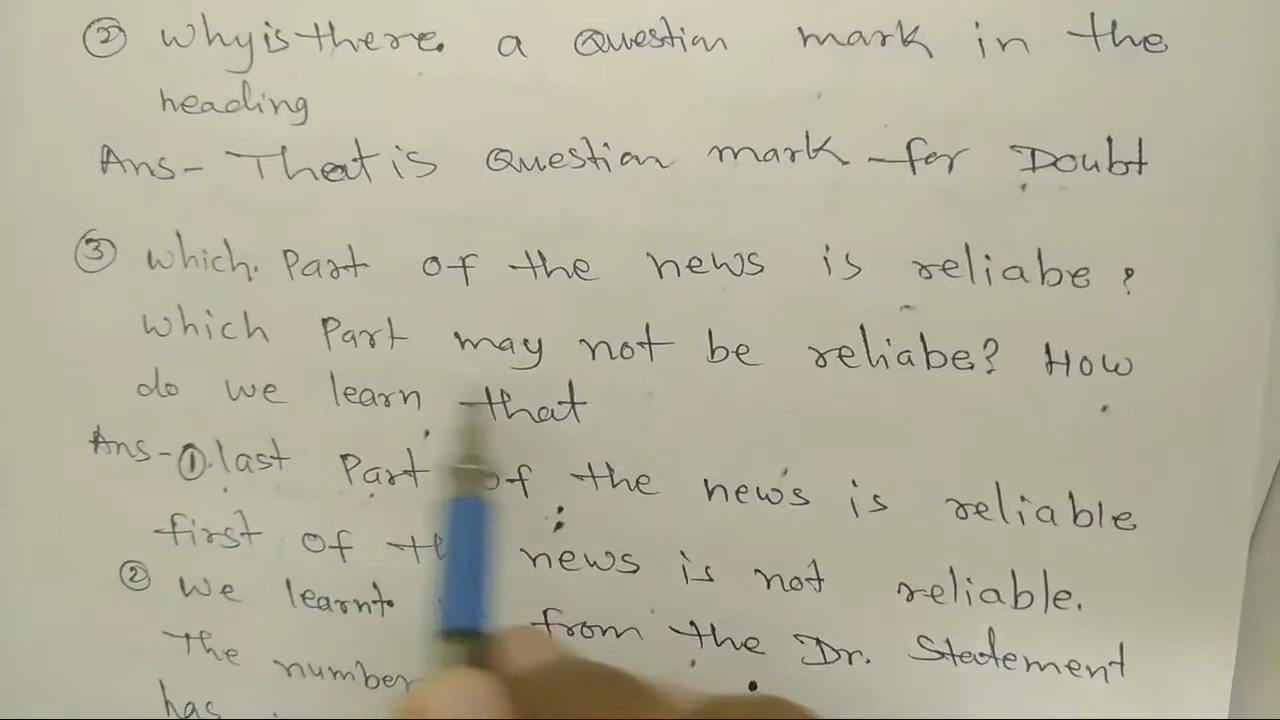 ② Why is there a Question mark in the
heading
Ans- That is Question mark for Doubt
③ which Part of the news is reliabe?
which Part may not be reliabe? How
do we learn that
Ans-①.last Part of the news is reliable
first of news is not reliable.
② We learnt from the Dr. Statement
The number
has